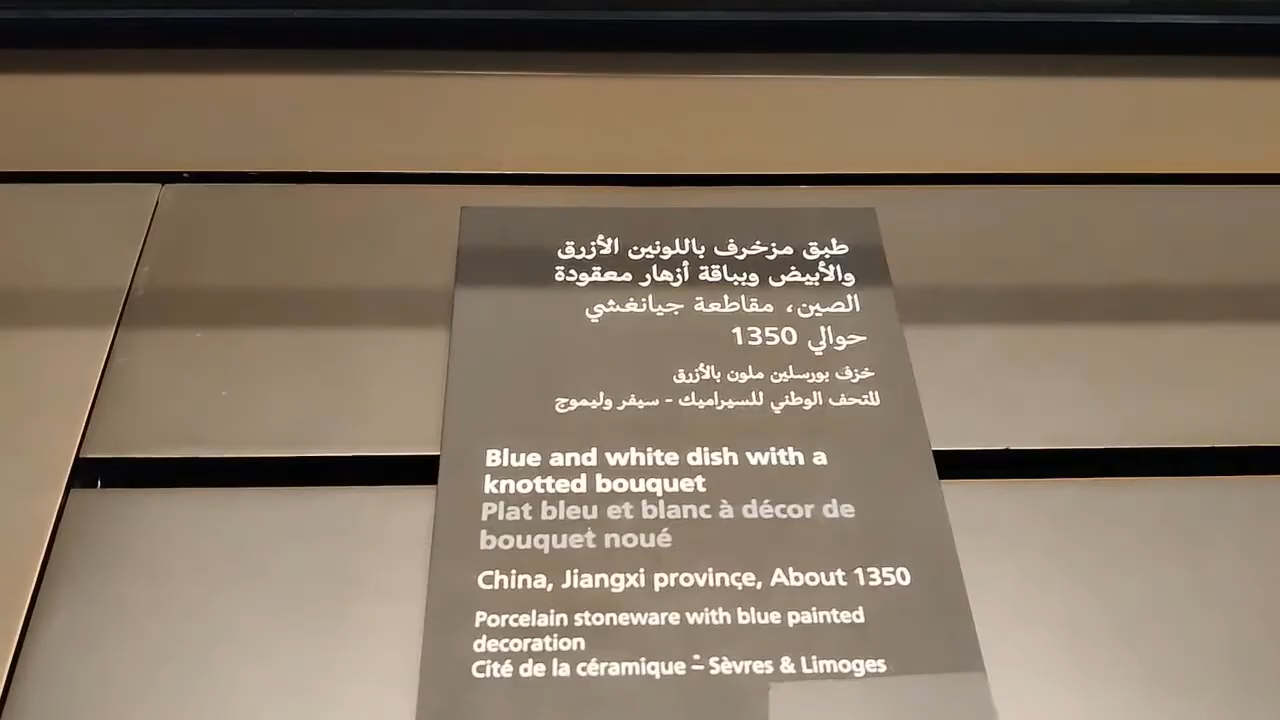 طبق مزخرف باللونين الأزرق
والأبيض وبباقة أزهار معقودة
الصين، مقاطعة جيانغشي
حوالي 1350
خزف بورسلين ملون بالأزرق
المتحف الوطني للسيراميك - سيفر وليموج
Blue and white dish with a
knotted bouquet
Plat bleu et blanc à décor de
bouquet noué
China, Jiangxi province, About 1350
Porcelain stoneware with blue painted
decoration
Cité de la céramique – Sèvres & Limoges